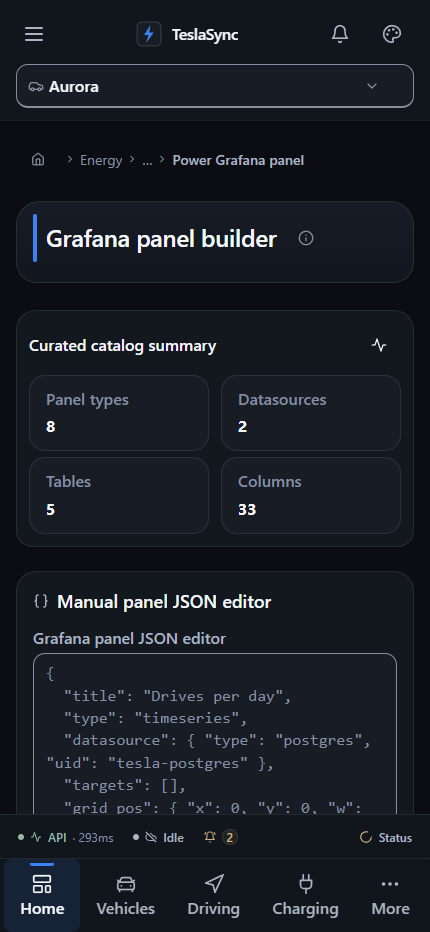 TeslaSync
Aurora
Energy > ... > Power Grafana panel
Grafana panel builder
Curated catalog summary
Panel types
8
Datasources
2
Tables
5
Columns
33
{} Manual panel JSON editor
Grafana panel JSON editor
{
"title": "Drives per day",
"type": "timeseries",
"datasource": { "type": "postgres",
"uid": "tesla-postgres" },
"targets": [],
"grid_pos": { "x": 0, "y": 0, "w":
API · 293ms
Idle
2
Status
Home
Vehicles
Driving
Charging
More